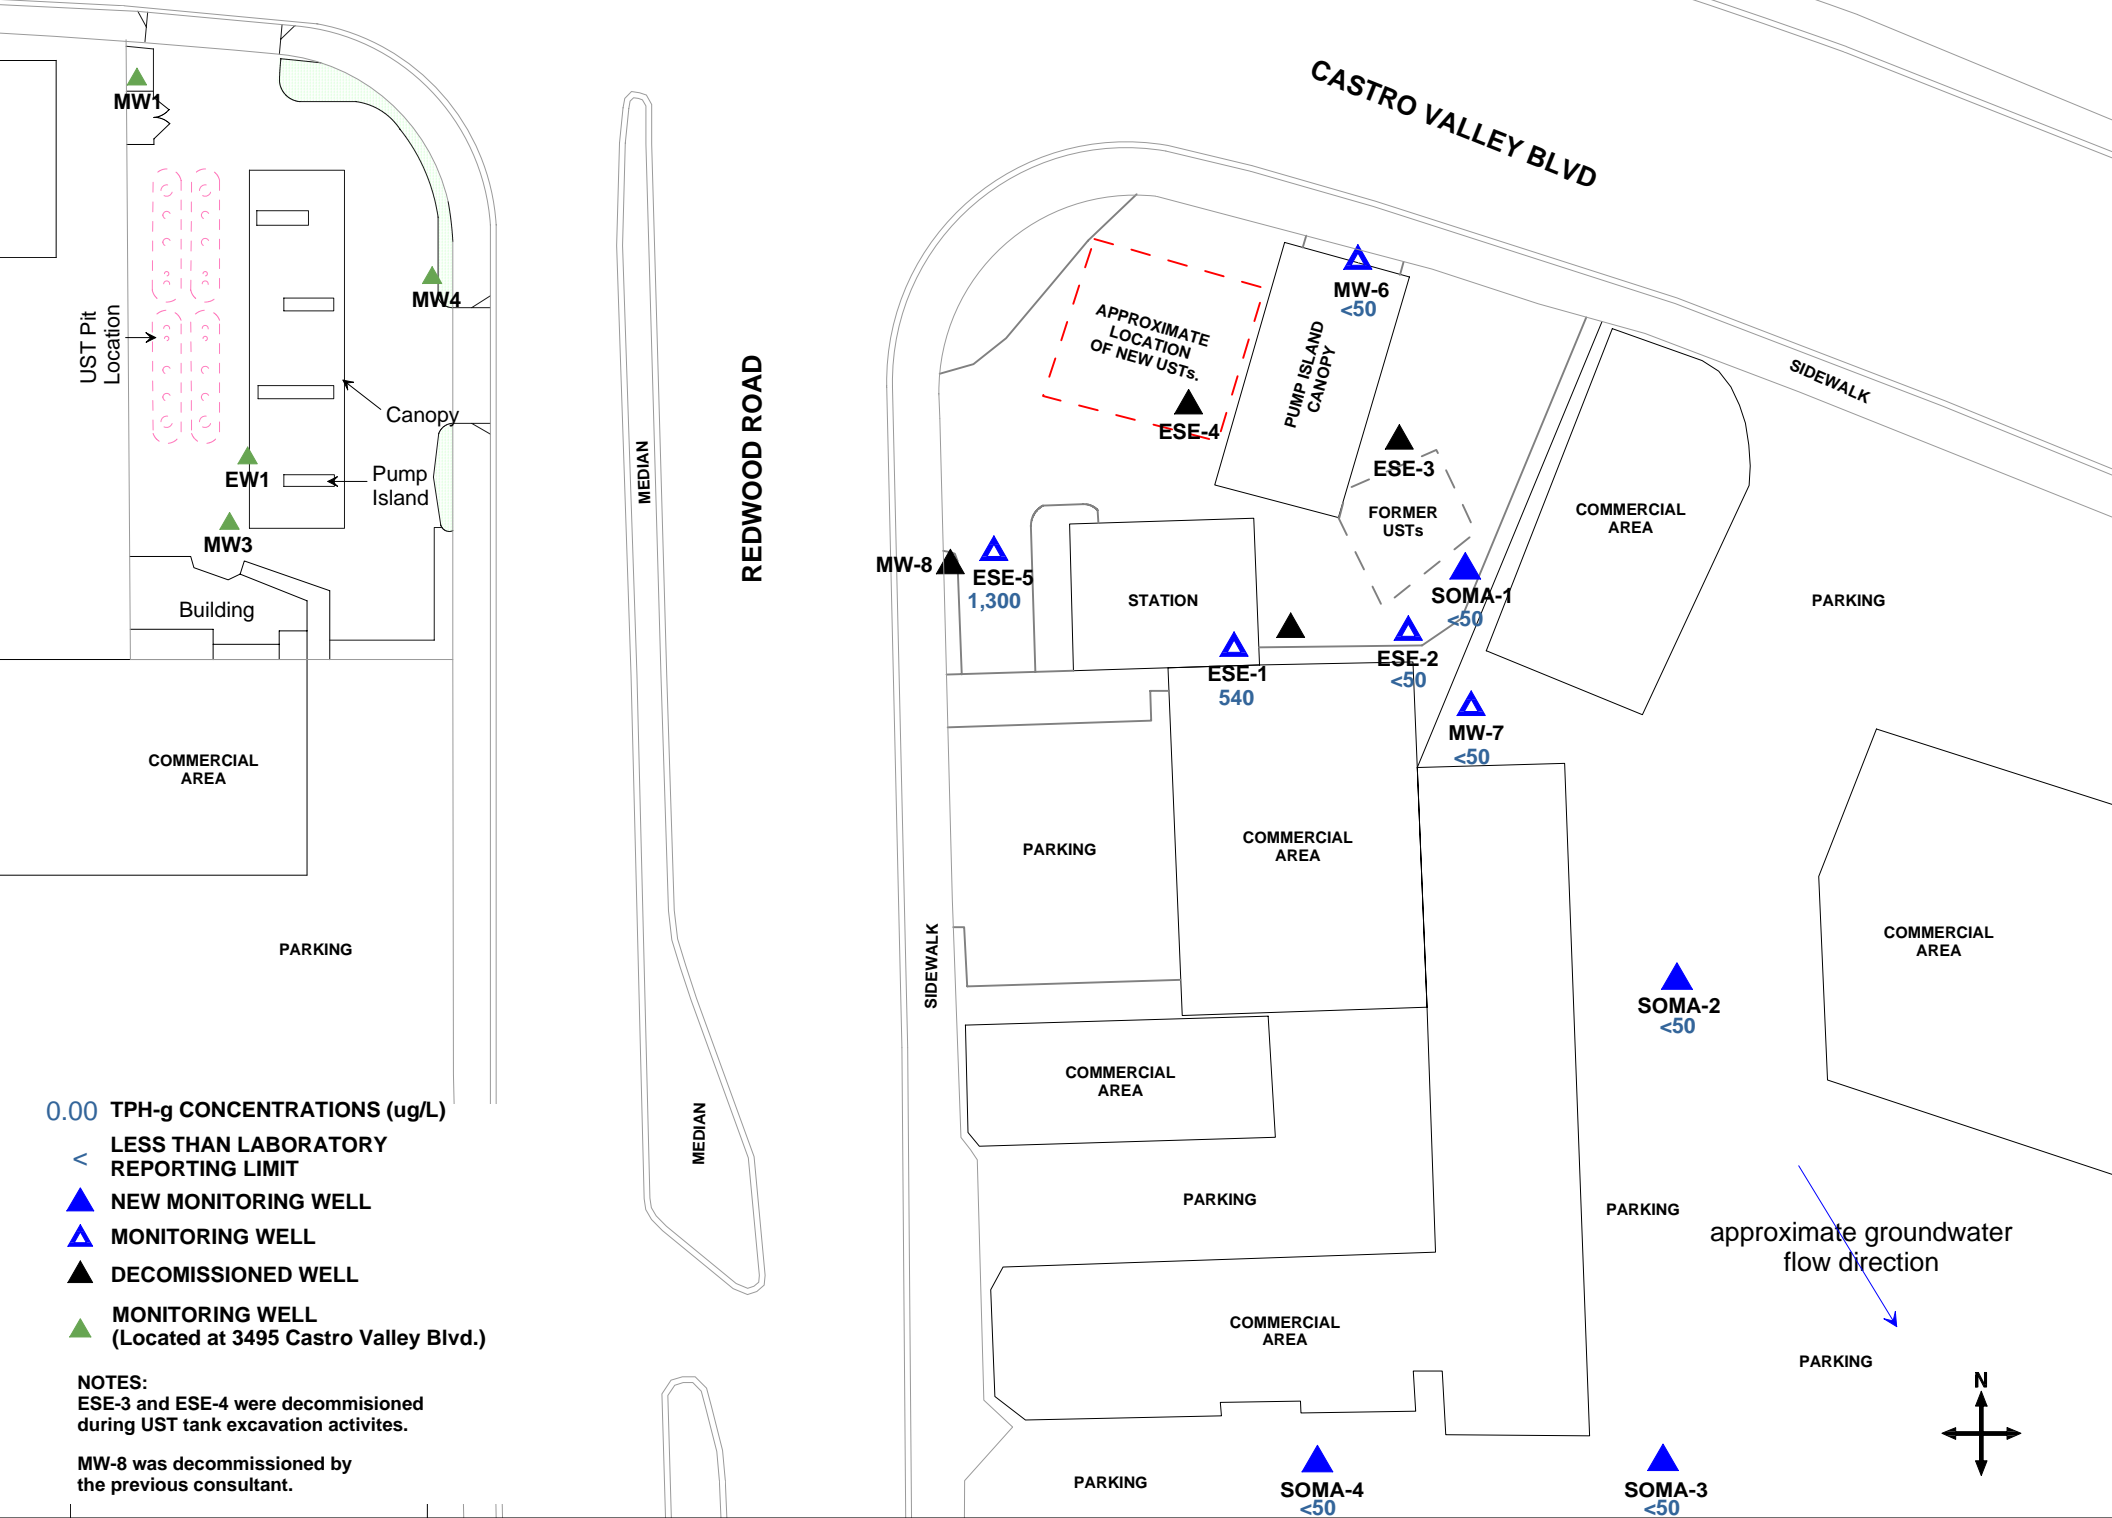 CASTRO VALLEY BLVD
MW1
MW4
UST Pit
Location
Canopy
EW1
Pump
Island
MW3
Building
COMMERCIAL
AREA
PARKING
MEDIAN
REDWOOD ROAD
MEDIAN
SIDEWALK
APPROXIMATE
LOCATION
OF NEW USTs.
ESE-4
PUMP ISLAND
CANOPY
MW-6
<50
ESE-3
FORMER
USTs
SIDEWALK
COMMERCIAL
AREA
PARKING
MW-8
ESE-5
1,300
STATION
SOMA-1
<50
ESE-1
540
ESE-2
<50
MW-7
<50
PARKING
COMMERCIAL
AREA
COMMERCIAL
AREA
SOMA-2
<50
COMMERCIAL
AREA
PARKING
PARKING
approximate groundwater
flow direction
COMMERCIAL
AREA
PARKING
N
PARKING
SOMA-4
<50
SOMA-3
<50
0.00 TPH-g CONCENTRATIONS (ug/L)
< LESS THAN LABORATORY
REPORTING LIMIT
NEW MONITORING WELL
MONITORING WELL
DECOMISSIONED WELL
MONITORING WELL
(Located at 3495 Castro Valley Blvd.)
NOTES:
ESE-3 and ESE-4 were decommisioned
during UST tank excavation activites.
MW-8 was decommissioned by
the previous consultant.